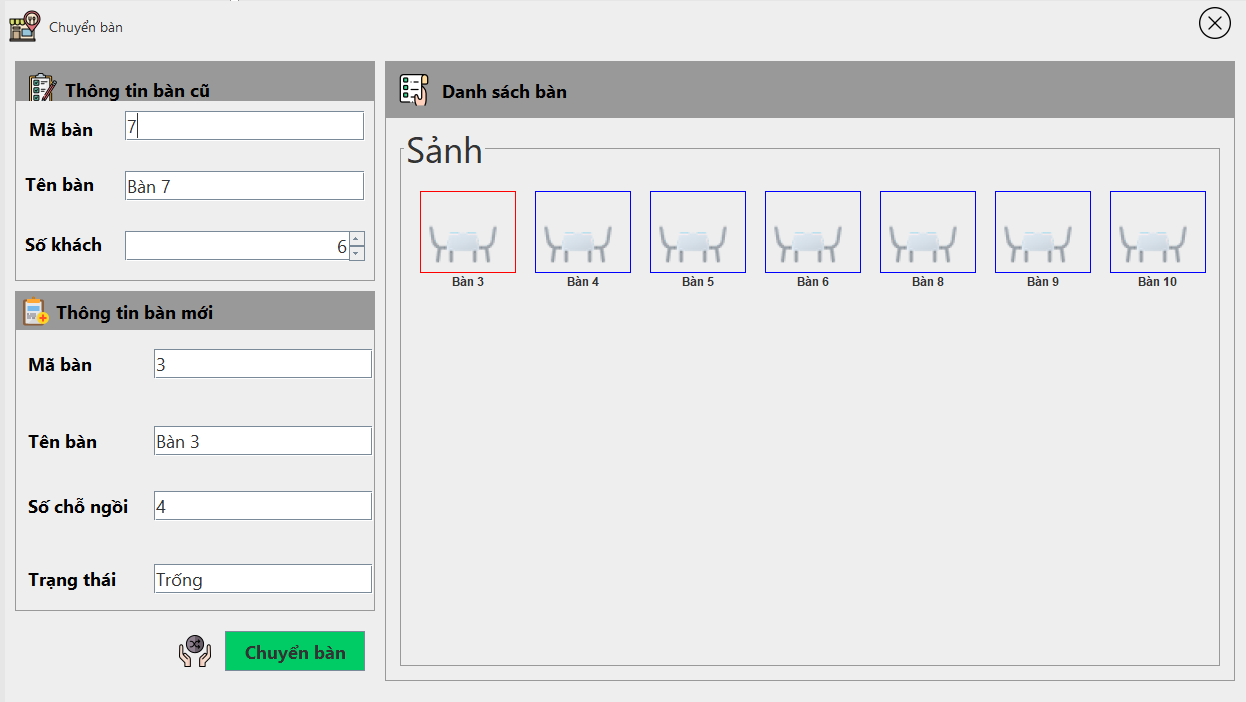 Chuyển bàn
Thông tin bàn cũ
Mã bàn 7
Tên bàn Bàn 7
Số khách 6
Thông tin bàn mới
Mã bàn 3
Tên bàn Bàn 3
Số chỗ ngồi 4
Trạng thái Trống
Chuyển bàn
Danh sách bàn
Sảnh
Bàn 3 Bàn 4 Bàn 5 Bàn 6 Bàn 8 Bàn 9 Bàn 10